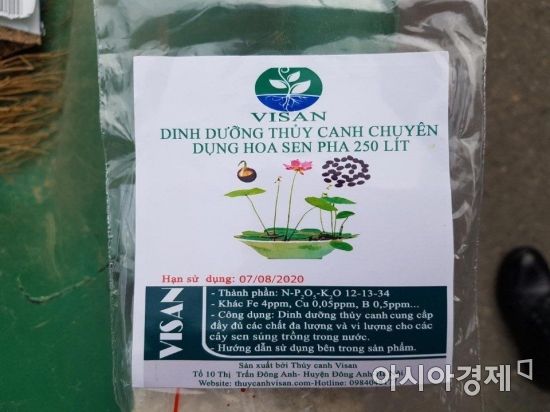 VISAN
DINH DƯỠNG THỦY CANH CHUYÊN
DỤNG HOA SEN PHA 250 LÍT
Hạn sử dụng: 07/08/2020
VISAN
- Thành phần: N-P₂O₅-K₂O 12-13-34
- Khác Fe 4ppm, Cu 0,05ppm, B 0,5ppm...
- Công dụng: Dinh dưỡng thủy canh cung cấp
đầy đủ các chất đa lượng và vi lượng cho các
cây sen súng trồng trong nước.
- Hướng dẫn sử dụng bên trong sản phẩm.
Sản xuất bởi Thủy canh Visan
Tổ 10 Thị Trấn Đông Anh- Huyện Đông Anh-
Website: thuycanhvisan.com-Hotline:
아시아경제